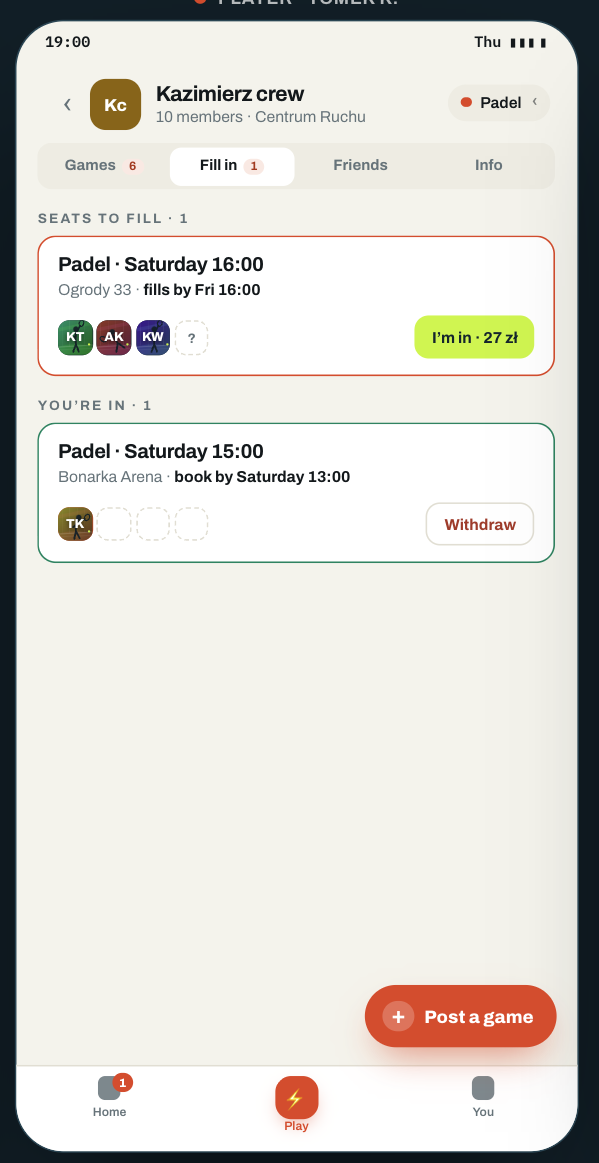 19:00 Thu
‹ Kc Kazimierz crew
10 members · Centrum Ruchu
Padel ‹
Games 6 Fill in 1 Friends Info
SEATS TO FILL · 1
Padel · Saturday 16:00
Ogrody 33 · fills by Fri 16:00
KT AK KW ? I’m in · 27 zł
YOU’RE IN · 1
Padel · Saturday 15:00
Bonarka Arena · book by Saturday 13:00
TK Withdraw
+ Post a game
1
Home Play You